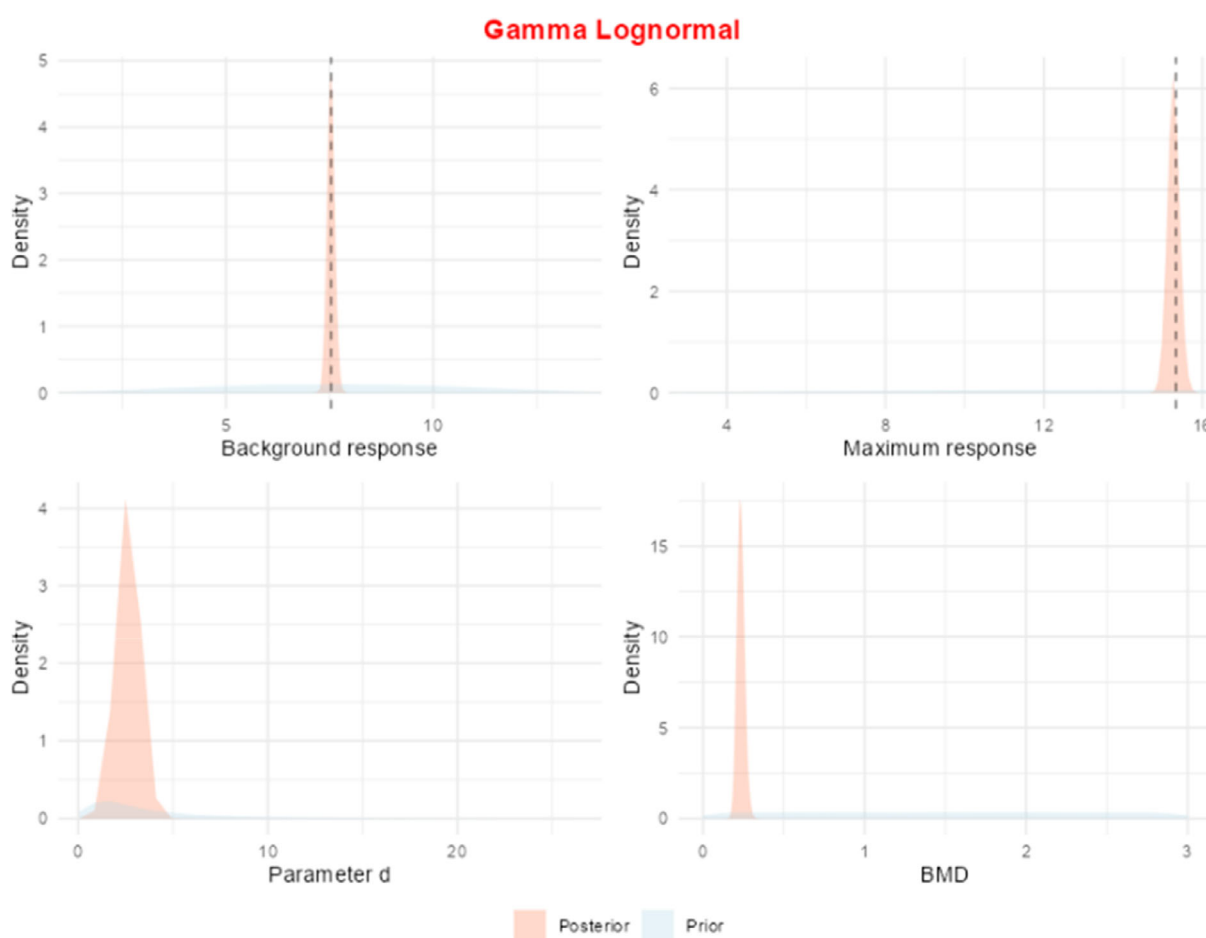 Gamma Lognormal
5
4
3
2
1
0
Density
5 10
Background response
6
4
2
0
Density
4 8 12 16
Maximum response
4
3
2
1
0
Density
0 10 20
Parameter d
15
10
5
0
Density
0 1 2 3
BMD
Posterior Prior